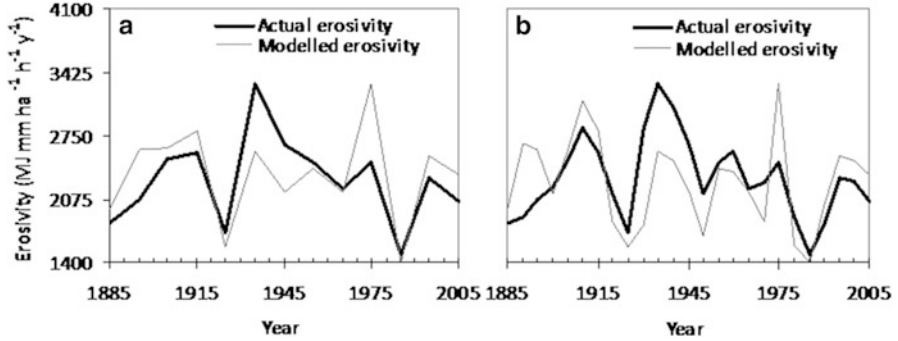 4100
3425
2750
2075
1400
Erosivity (MJ mm ha⁻¹ h⁻¹ y⁻¹)
a
Actual erosivity
Modelled erosivity
1885 1915 1945 1975 2005
Year
b
Actual erosivity
Modelled erosivity
1885 1915 1945 1975 2005
Year